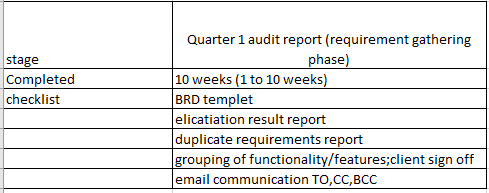 Quarter 1 audit report (requirement gathering
stage phase)
Completed 10 weeks (1 to 10 weeks)
checklist BRD templet
elicatiation result report
duplicate requirements report
grouping of functionality/features;client sign off
email communication TO,CC,BCC